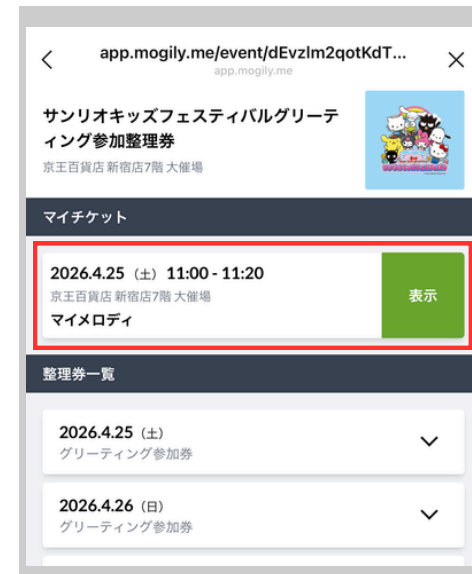 app.mogily.me/event/dEvzlm2qotKdT...
app.mogily.me
サンリオキッズフェスティバルグリーテ
ィング参加整理券
京王百貨店 新宿店7階 大催場
マイチケット
2026.4.25（土）11:00 - 11:20
京王百貨店 新宿店7階 大催場
マイメロディ
表示
整理券一覧
2026.4.25（土）
グリーティング参加券
2026.4.26（日）
グリーティング参加券